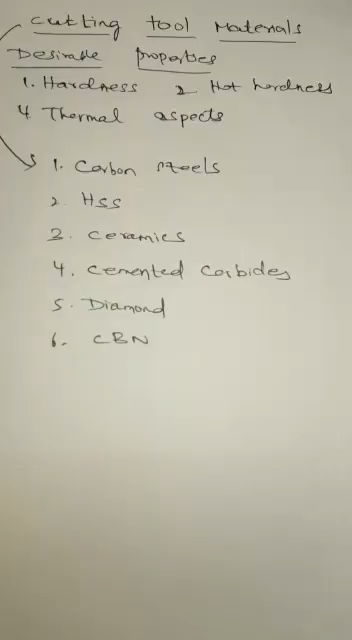 Cutting tool Materials
Desirable properties
1. Hardness 2 Hot hardness
4 Thermal aspects
1. Carbon steels
2 HSS
3. Ceramics
4. Cemented Carbides
5. Diamond
6. CBN